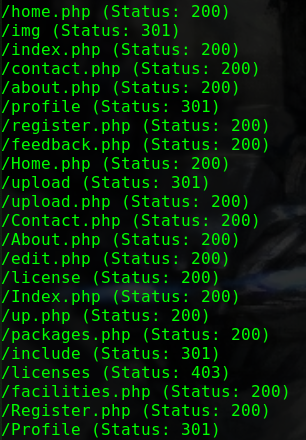 /home.php (Status: 200)
/img (Status: 301)
/index.php (Status: 200)
/contact.php (Status: 200)
/about.php (Status: 200)
/profile (Status: 301)
/register.php (Status: 200)
/feedback.php (Status: 200)
/Home.php (Status: 200)
/upload (Status: 301)
/upload.php (Status: 200)
/Contact.php (Status: 200)
/About.php (Status: 200)
/edit.php (Status: 200)
/license (Status: 200)
/Index.php (Status: 200)
/up.php (Status: 200)
/packages.php (Status: 200)
/include (Status: 301)
/licenses (Status: 403)
/facilities.php (Status: 200)
/Register.php (Status: 200)
/Profile (Status: 301)